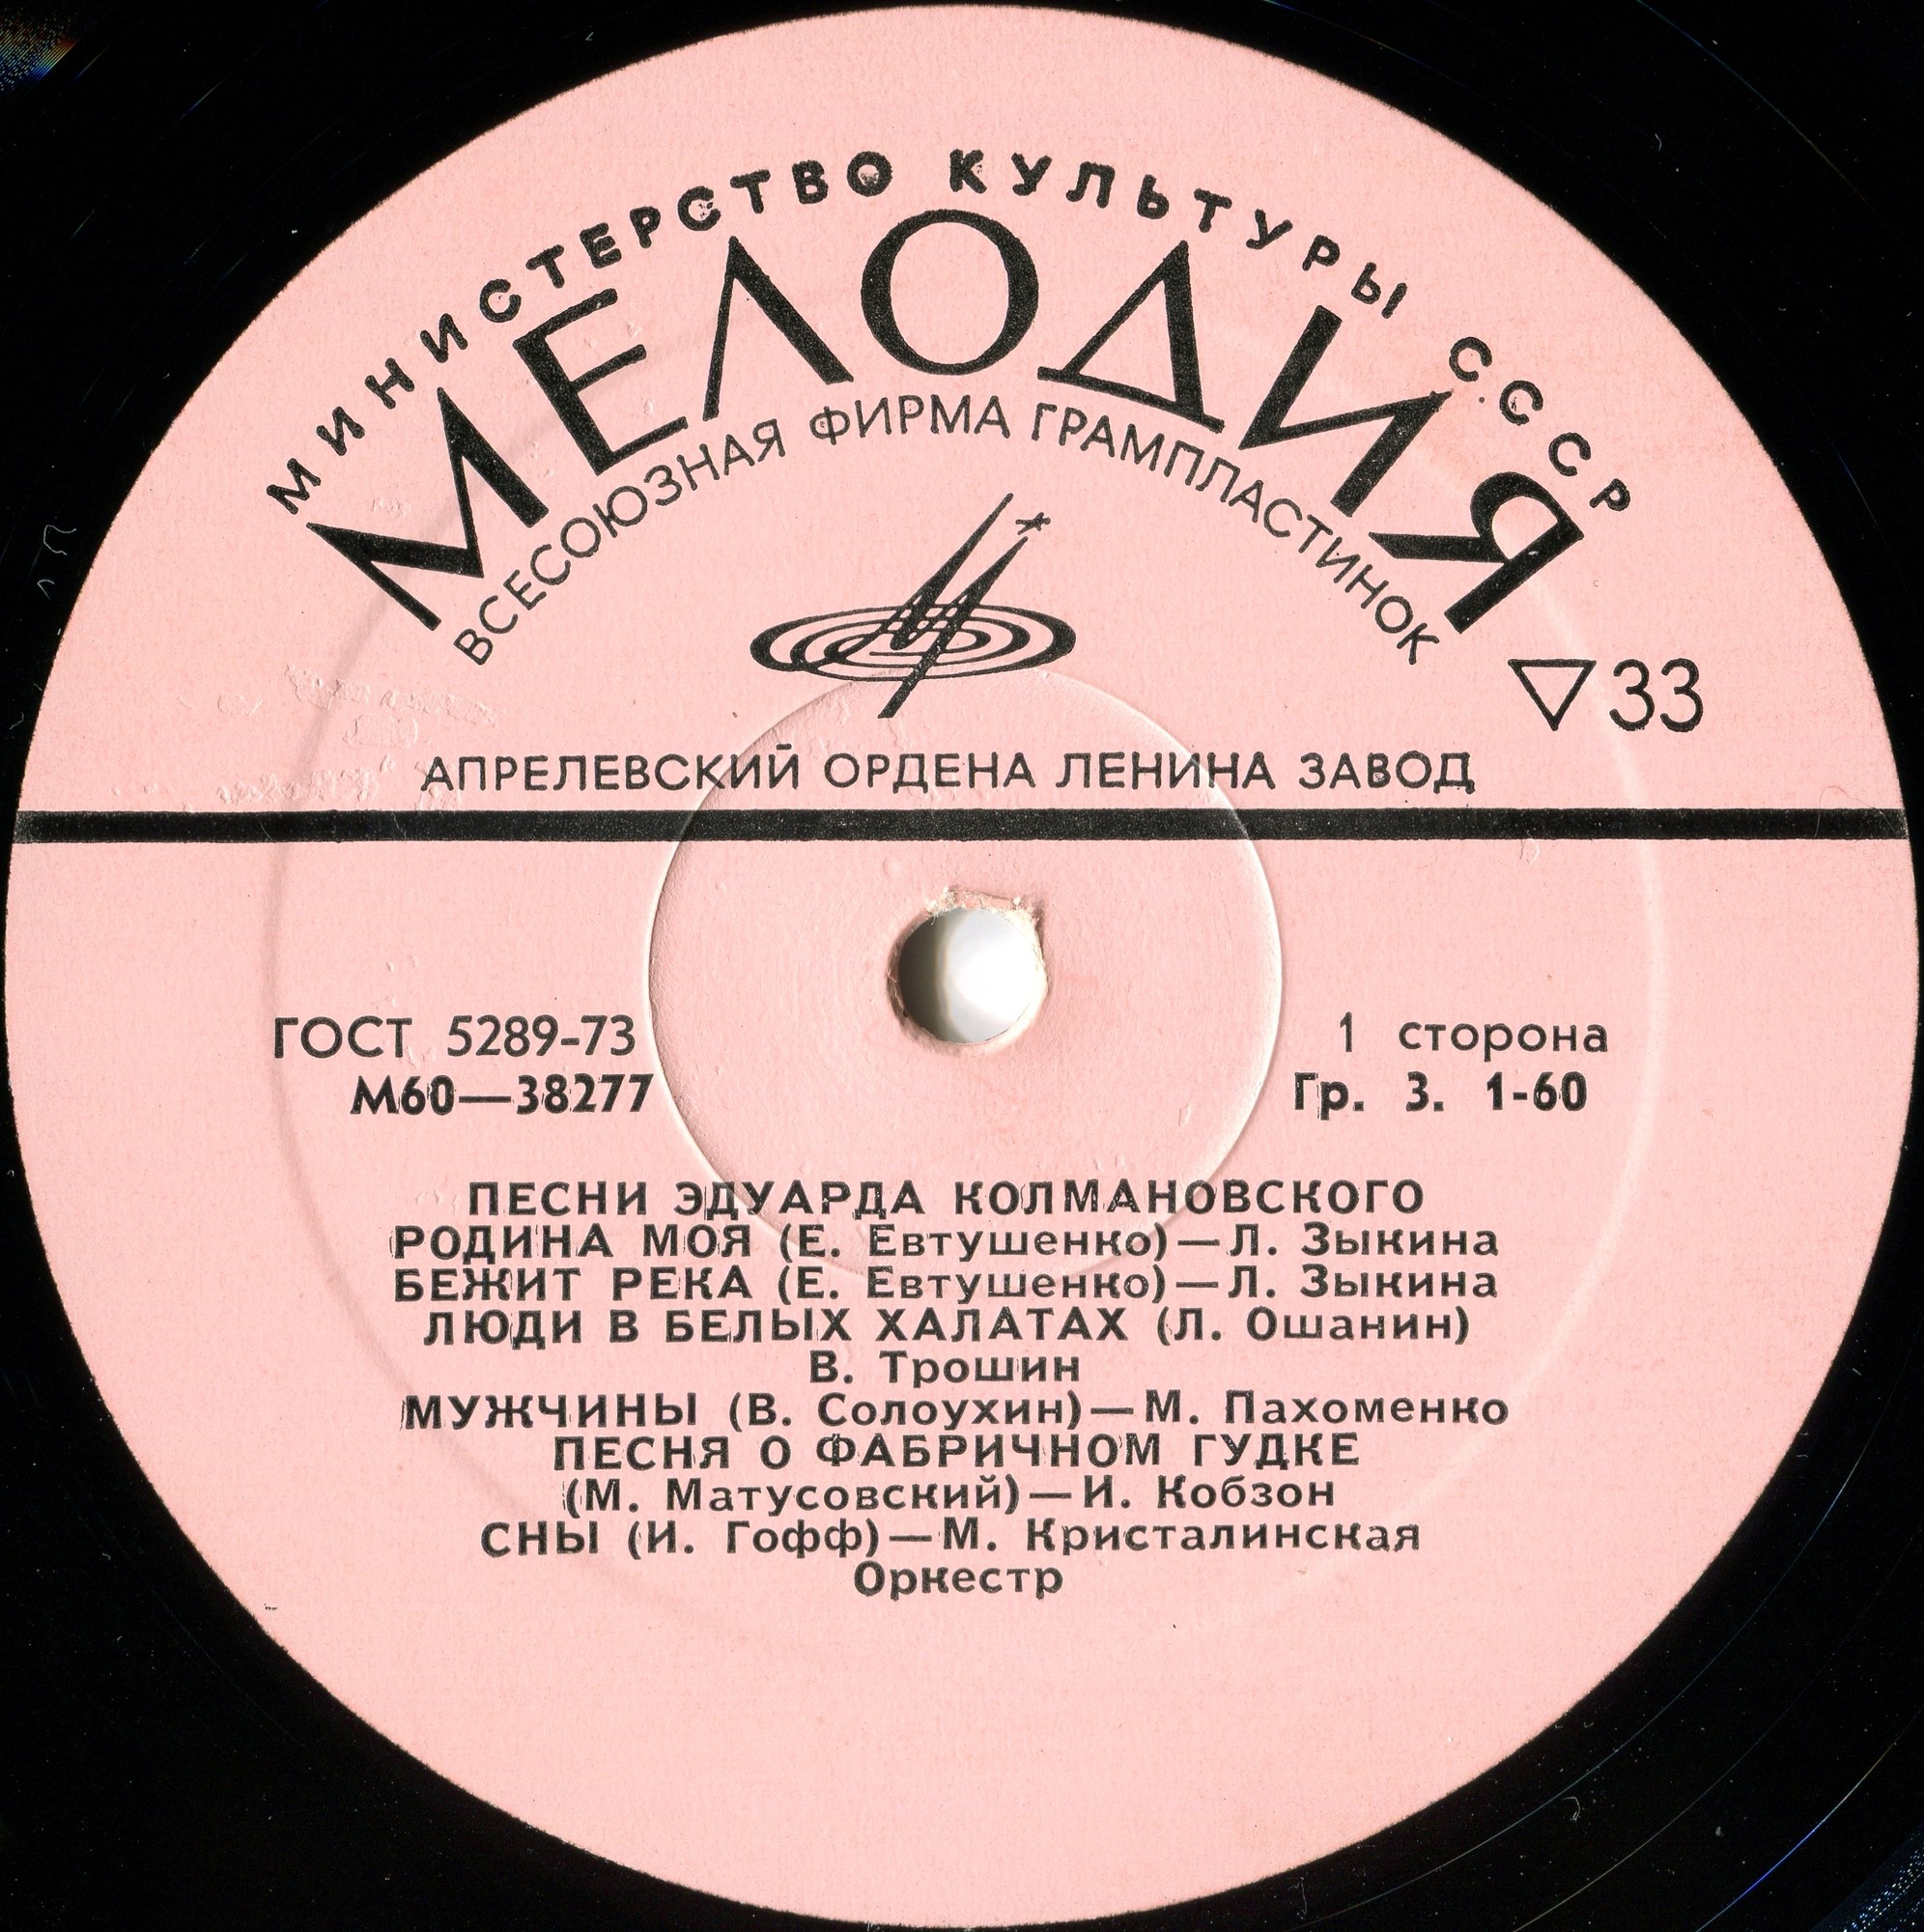 МИНИСТЕРСТВО КУЛЬТУРЫ СССР
МЕЛОДИЯ
ВСЕСОЮЗНАЯ ФИРМА ГРАМПЛАСТИНОК
▽33
АПРЕЛЕВСКИЙ ОРДЕНА ЛЕНИНА ЗАВОД
ГОСТ 5289-73
М60—38277
1 сторона
Гр. 3. 1-60
ПЕСНИ ЭДУАРДА КОЛМАНОВСКОГО
РОДИНА МОЯ (Е. Евтушенко)—Л. Зыкина
БЕЖИТ РЕКА (Е. Евтушенко)—Л. Зыкина
ЛЮДИ В БЕЛЫХ ХАЛАТАХ (Л. Ошанин)
В. Трошин
МУЖЧИНЫ (В. Солоухин)—М. Пахоменко
ПЕСНЯ О ФАБРИЧНОМ ГУДКЕ
(М. Матусовский)—И. Кобзон
СНЫ (И. Гофф)—М. Кристалинская
Оркестр